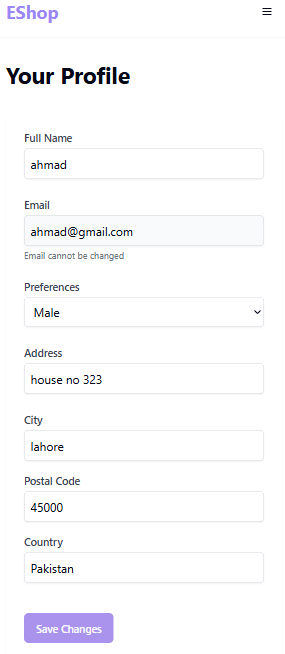 EShop
Your Profile
Full Name
ahmad
Email
ahmad@gmail.com
Email cannot be changed
Preferences
Male
Address
house no 323
City
lahore
Postal Code
45000
Country
Pakistan
Save Changes